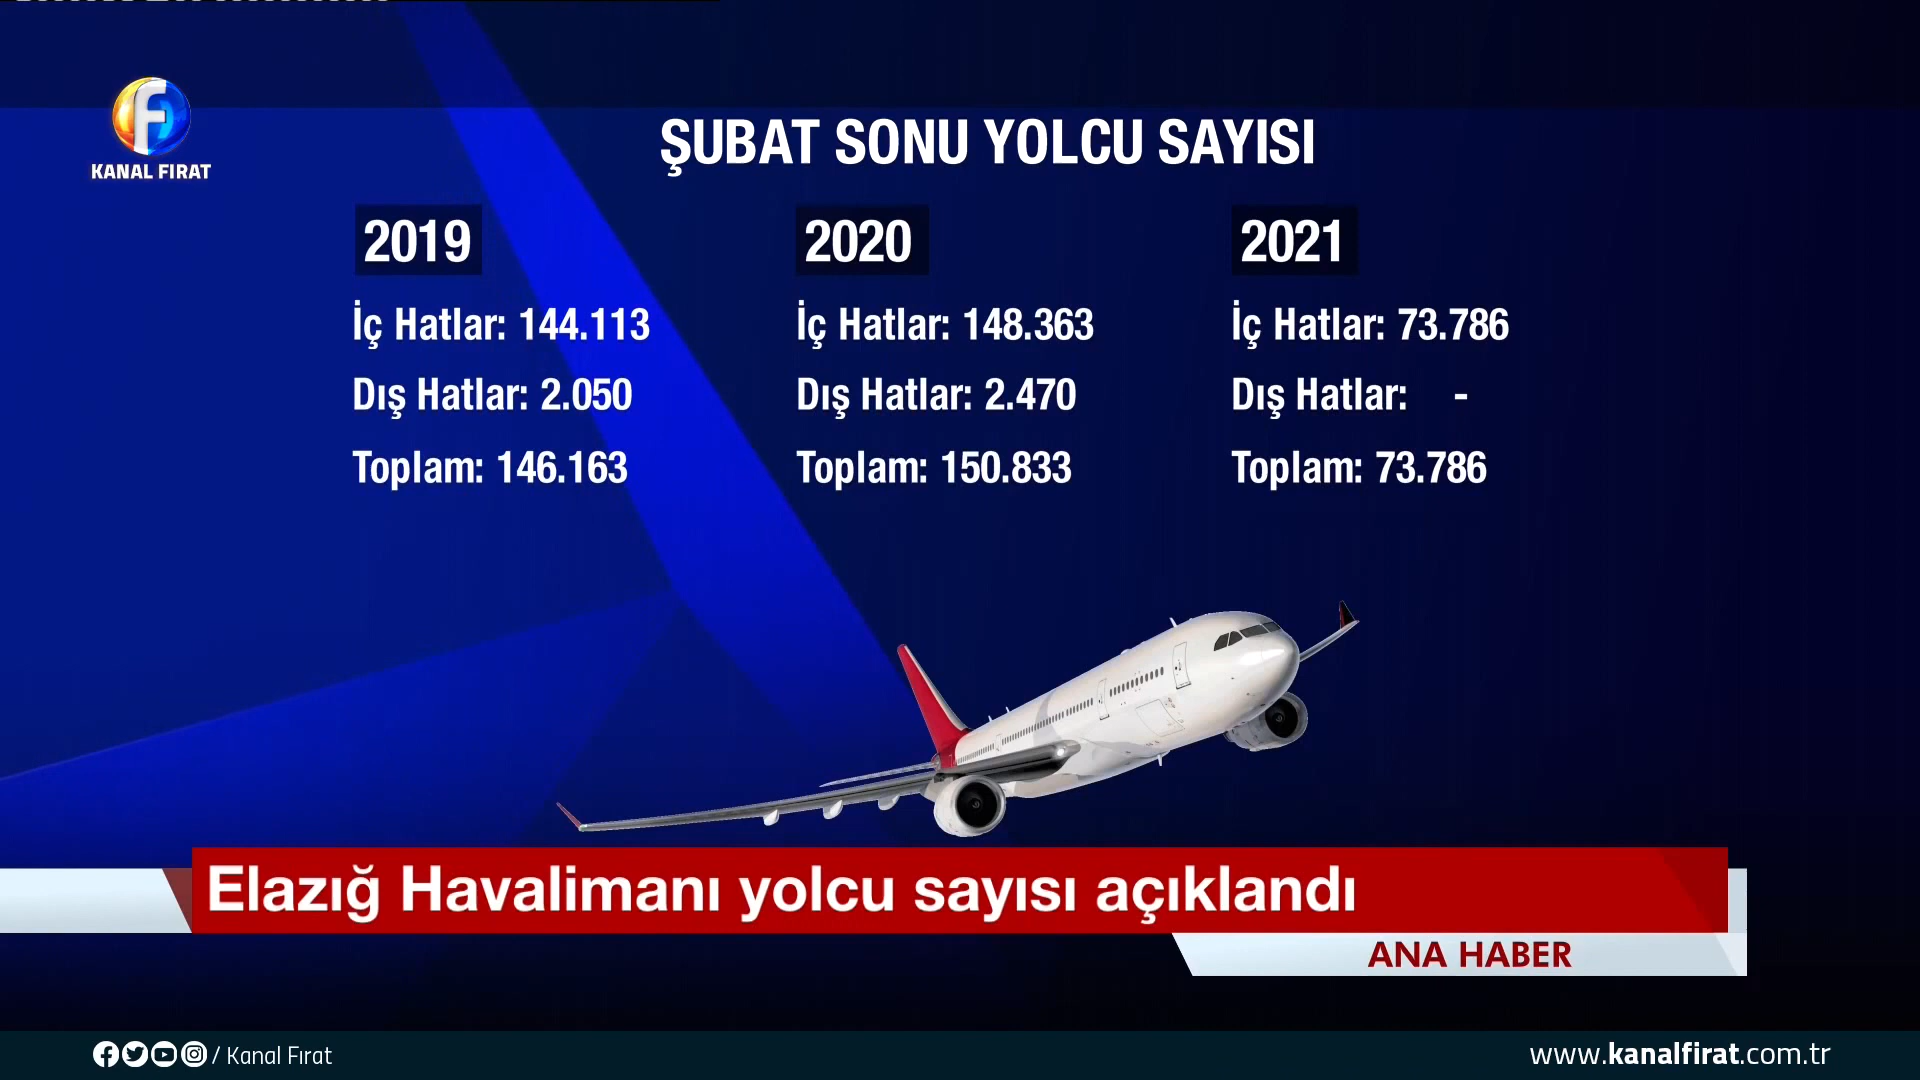 KANAL FIRAT
ŞUBAT SONU YOLCU SAYISI
2019
İç Hatlar: 144.113
Dış Hatlar: 2.050
Toplam: 146.163
2020
İç Hatlar: 148.363
Dış Hatlar: 2.470
Toplam: 150.833
2021
İç Hatlar: 73.786
Dış Hatlar: -
Toplam: 73.786
Elazığ Havalimanı yolcu sayısı açıklandı
ANA HABER
/ Kanal Fırat
www.kanalfirat.com.tr